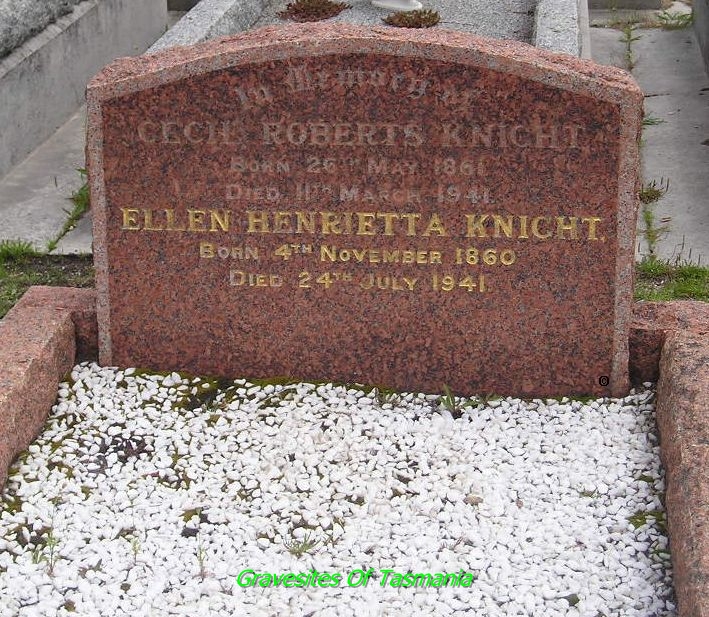 In Memory of
CECIL ROBERTS KNIGHT
BORN 26TH MAY 1861
DIED 11TH MARCH 1941
ELLEN HENRIETTA KNIGHT.
BORN 4TH NOVEMBER 1860
DIED 24TH JULY 1941.
Gravesites Of Tasmania